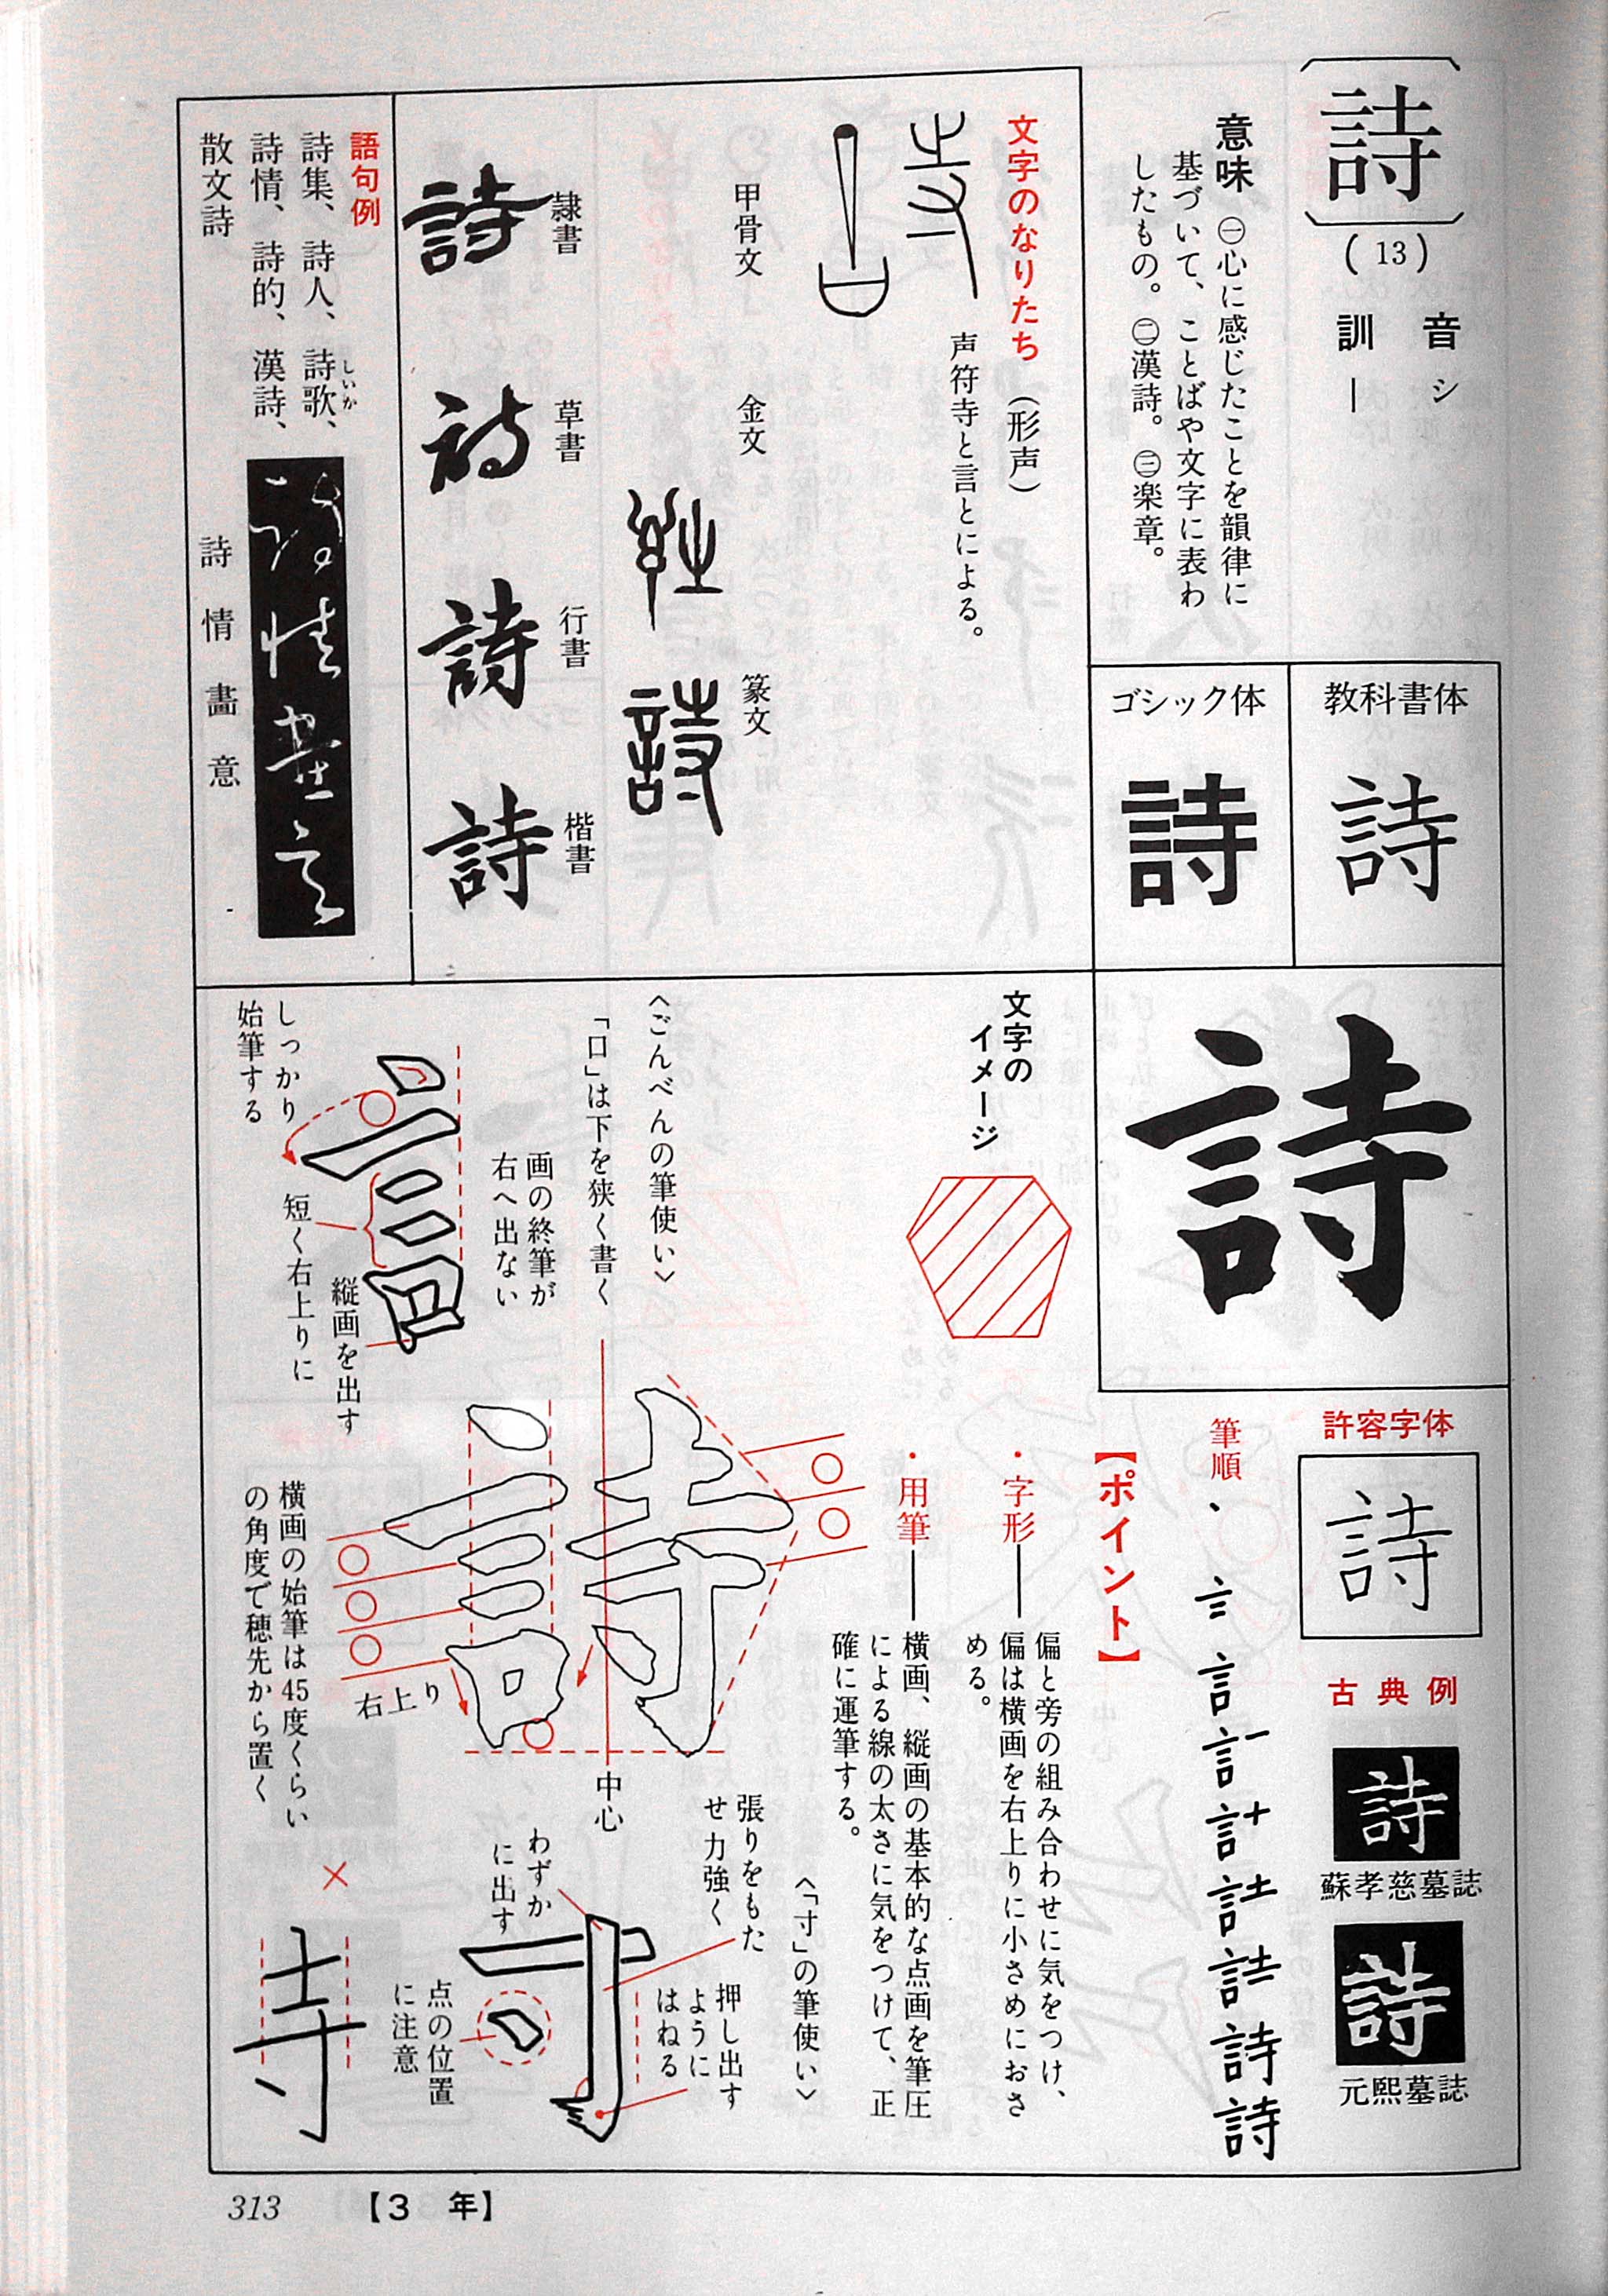 詩
(13)
音 シ
訓 ―
意味 ㊀心に感じたことを韻律に
基づいて、ことばや文字に表わ
したもの。㊁漢詩。㊂楽章。
教科書体
詩
ゴシック体
詩
詩
文字のなりたち (形声)
声符寺と言とによる。
甲骨文
金文
篆文
詩
隷書
詩
草書
詩
行書
詩
楷書
詩
語句例
詩集、詩人、詩歌、
しいか
詩情、詩的、漢詩、
散文詩
詩情畫意
詩情畫意
許容字体
詩
古典例
詩
蘇孝慈墓誌
詩
元熙墓誌
筆順
詩
【ポイント】
・字形――偏と旁の組み合わせに気をつけ、
偏は横画を右上りに小さめにおさ
める。
・用筆――横画、縦画の基本的な点画を筆圧
による線の太さに気をつけて、正
確に運筆する。
文字の
イメージ
〈ごんべんの筆使い〉
「口」は下を狭く書く
画の終筆が
右へ出ない
しっかり
始筆する
短く右上りに
縦画を出す
詩
中心
右上り
横画の始筆は45度くらい
の角度で穂先から置く
〈「寸」の筆使い〉
張りをもた
せ力強く
わずか
に出す
押し出す
ように
はねる
点の位置
に注意
寸
×
寺
313
【3 年】